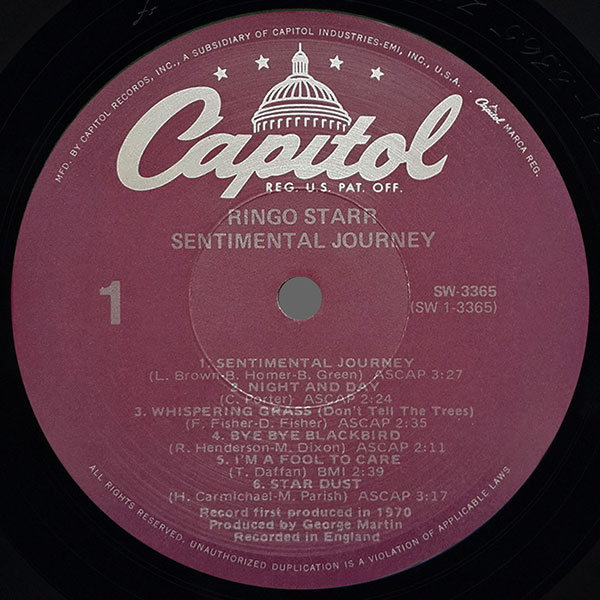 MFD. BY CAPITOL RECORDS, INC., A SUBSIDIARY OF CAPITOL INDUSTRIES-EMI, INC., U.S.A.
Capitol MARCA REG.
Capitol
REG. U.S. PAT. OFF.
RINGO STARR
SENTIMENTAL JOURNEY
1
SW-3365
(SW 1-3365)
1. SENTIMENTAL JOURNEY
(L. Brown-B. Homer-B. Green) ASCAP 3:27
2. NIGHT AND DAY
(C. Porter) ASCAP 2:24
3. WHISPERING GRASS (Don't Tell The Trees)
(F. Fisher-D. Fisher) ASCAP 2:35
4. BYE BYE BLACKBIRD
(R. Henderson-M. Dixon) ASCAP 2:11
5. I'M A FOOL TO CARE
(T. Daffan) BMI 2:39
6. STAR DUST
(H. Carmichael-M. Parish) ASCAP 3:17
Record first produced in 1970
Produced by George Martin
Recorded in England
ALL RIGHTS RESERVED, UNAUTHORIZED DUPLICATION IS A VIOLATION OF APPLICABLE LAWS